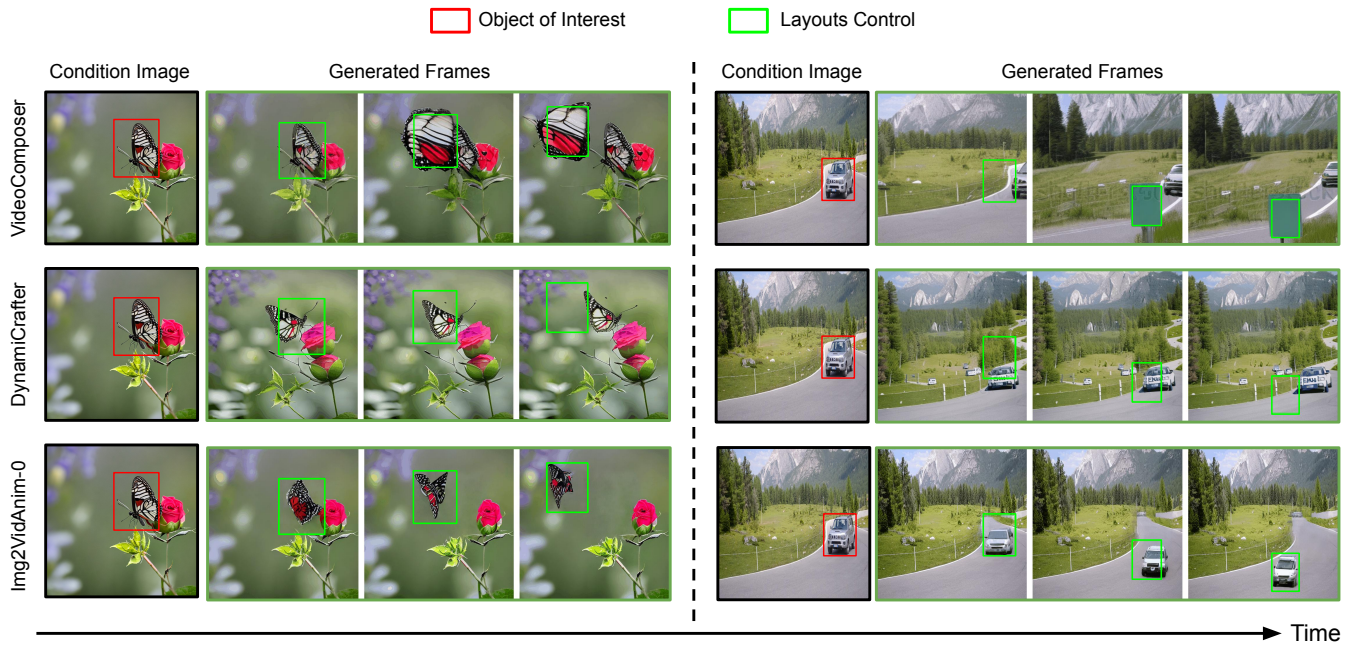 Object of Interest
Layouts Control
Condition Image
Generated Frames
Condition Image
Generated Frames
VideoComposer
DynamiCrafter
Img2VidAnim-0
Time